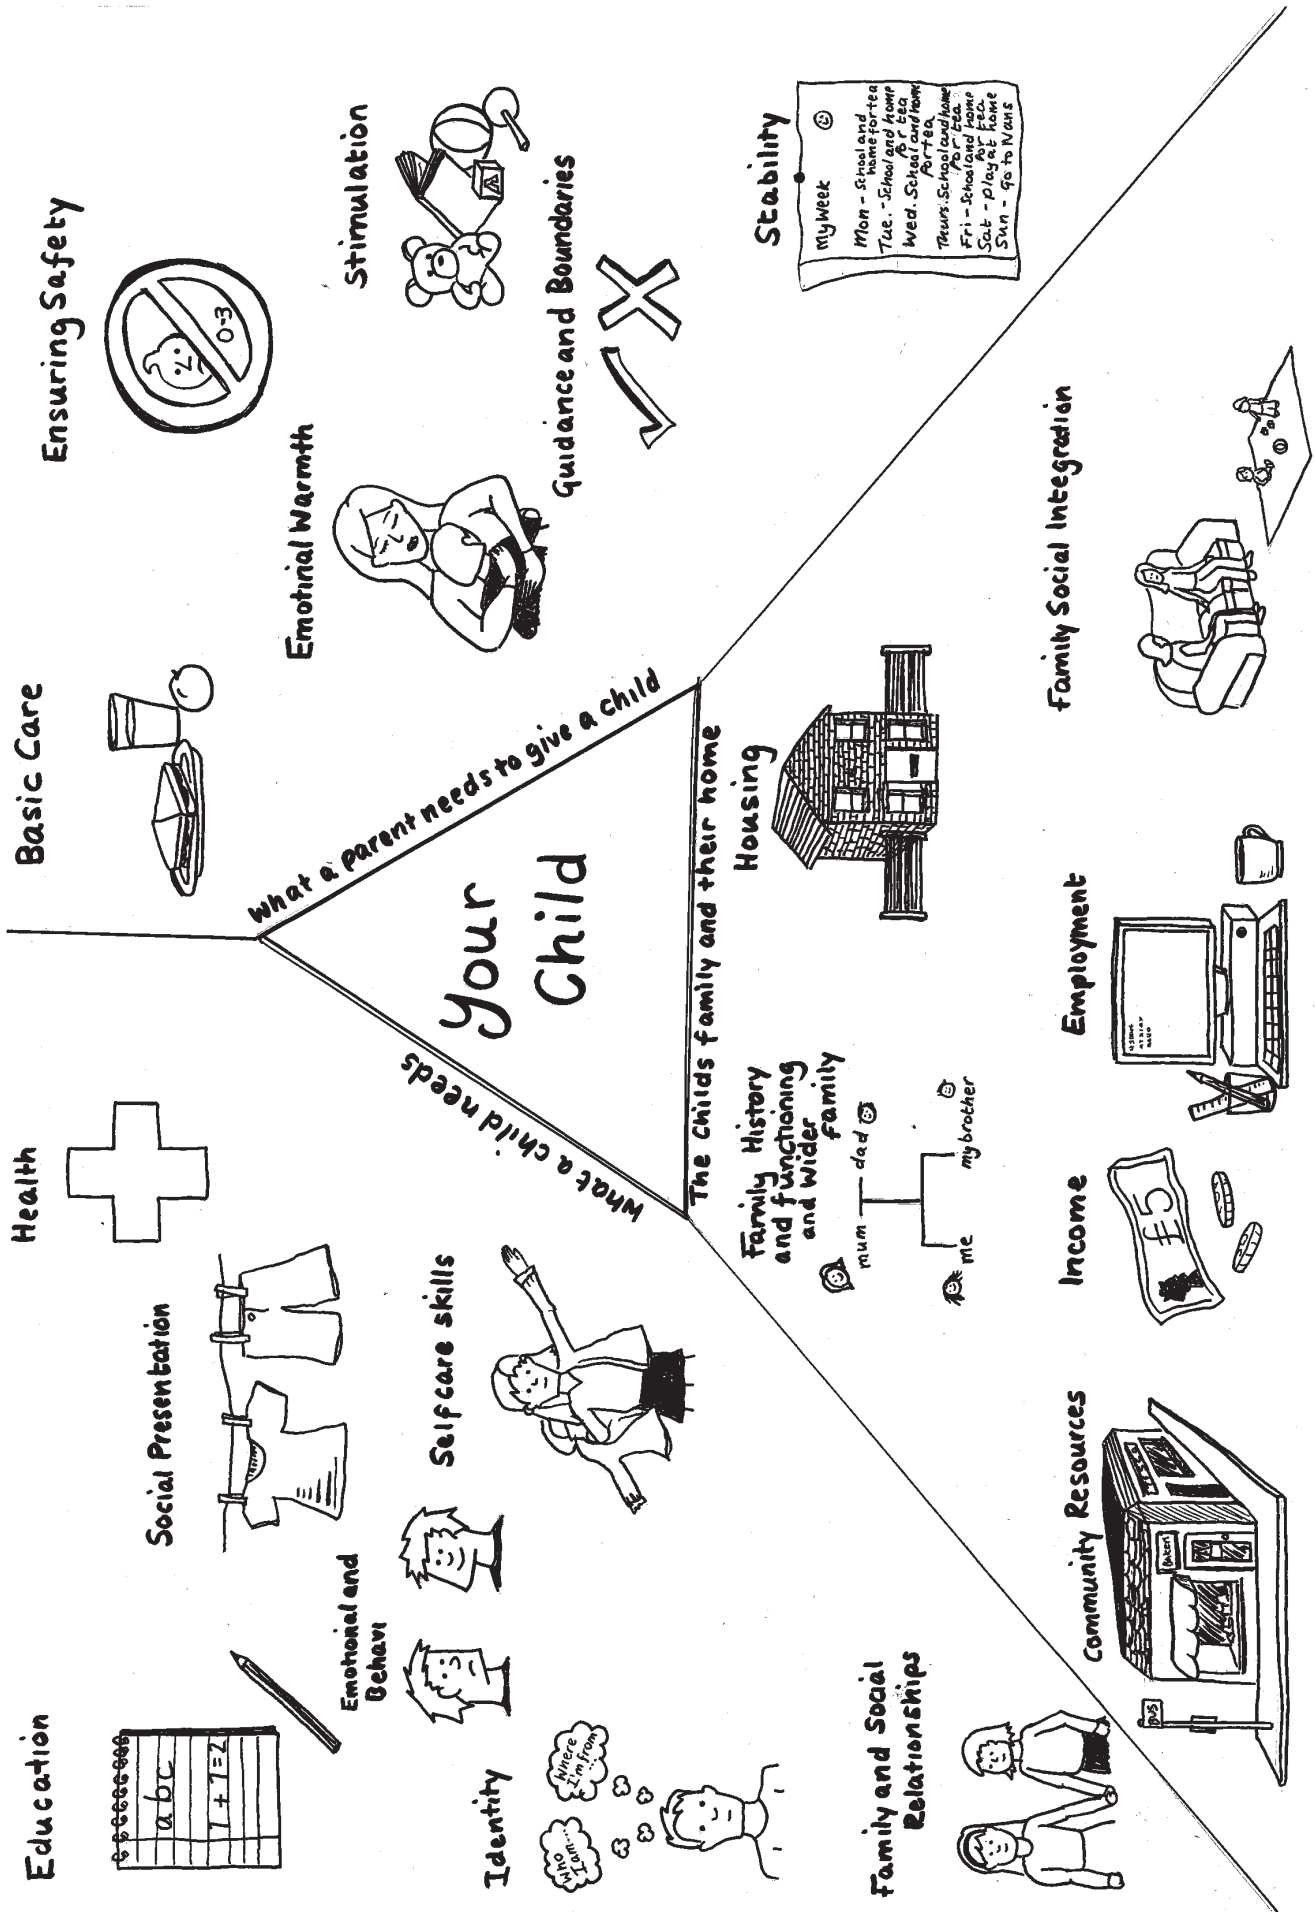 Education
abc
1 + 1 = 2
Health
Social Presentation
Emotional and
Behavi
Selfcare skills
Identity
Who
I am....
Where
I'm from...
Family and Social
Relationships
What a child needs
Basic Care
Ensuring Safety
0-3
Emotinial Warmth
Stimulation
Guidance and Boundaries
Stability
My Week
Mon - School and
home for tea
Tue. - School and home
for tea
Wed. School and home
for tea
Thurs. School and home
for tea
Fri - School and home
for tea
Sat - play at home
Sun - go to Nans
What a parent needs to give a child
Your
Child
The Childs family and their home
Family History
and functioning
and wider
family
mum
dad
me
my brother
Housing
Community Resources
BUS
Income
£
Employment
Family Social Integration